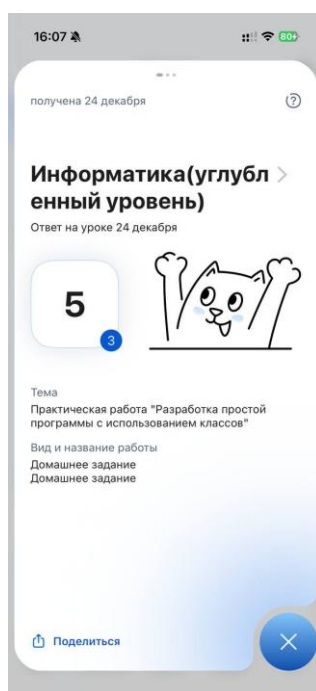 16:07
80
получена 24 декабря
?
Информатика(углубл
енный уровень)
Ответ на уроке 24 декабря
5
3
Тема
Практическая работа "Разработка простой
программы с использованием классов"
Вид и название работы
Домашнее задание
Домашнее задание
Поделиться